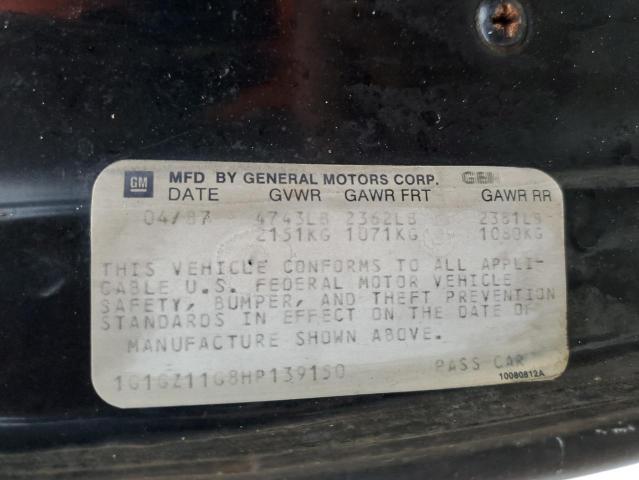 GM MFD BY GENERAL MOTORS CORP.
DATE GVWR GAWR FRT GAWR RR
04/87 4743LB 2362LB 2381LB
2151KG 1071KG 1080KG
THIS VEHICLE CONFORMS TO ALL APPLI-
CABLE U.S. FEDERAL MOTOR VEHICLE
SAFETY, BUMPER, AND THEFT PREVENTION
STANDARDS IN EFFECT ON THE DATE OF
MANUFACTURE SHOWN ABOVE.
1G1GZ11G8HP139150 PASS CAR
10080812A